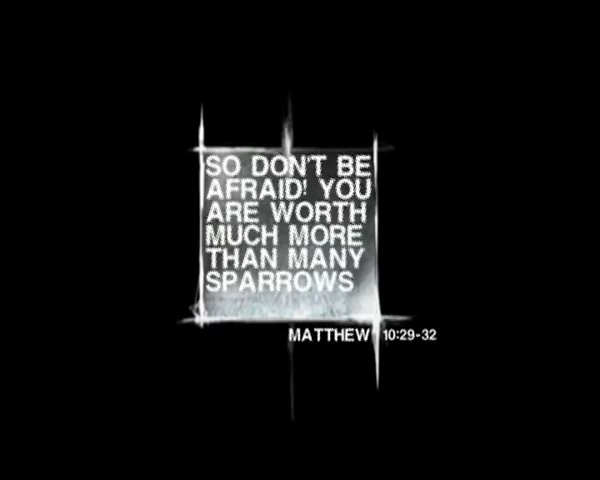 SO DON'T BE
AFRAID! YOU
ARE WORTH
MUCH MORE
THAN MANY
SPARROWS
MATTHEW 10:29-32